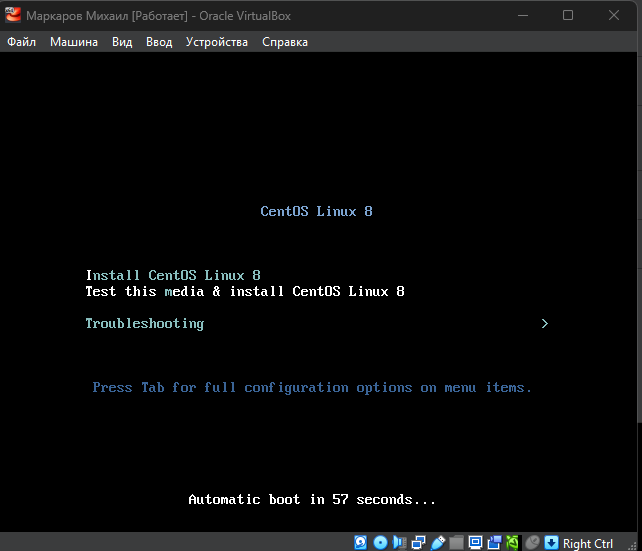 Маркаров Михаил [Работает] - Oracle VirtualBox
Файл Машина Вид Ввод Устройства Справка
CentOS Linux 8
Install CentOS Linux 8
Test this media & install CentOS Linux 8
Troubleshooting >
Press Tab for full configuration options on menu items.
Automatic boot in 57 seconds...
Right Ctrl